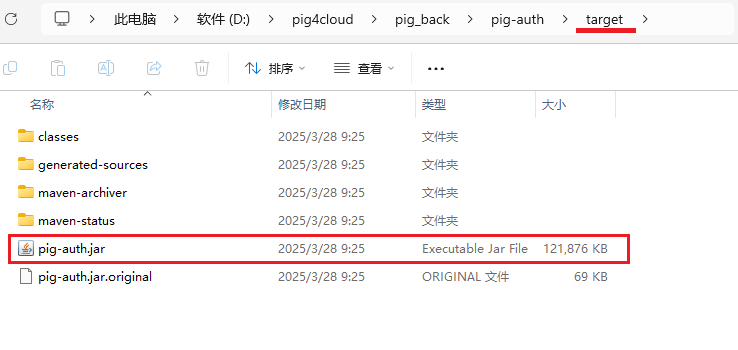 此电脑 > 软件 (D:) > pig4cloud > pig_back > pig-auth > target >
排序 查看 ...
名称 修改日期 类型 大小
classes 2025/3/28 9:25 文件夹
generated-sources 2025/3/28 9:25 文件夹
maven-archiver 2025/3/28 9:25 文件夹
maven-status 2025/3/28 9:25 文件夹
pig-auth.jar 2025/3/28 9:25 Executable Jar File 121,876 KB
pig-auth.jar.original 2025/3/28 9:25 ORIGINAL 文件 69 KB